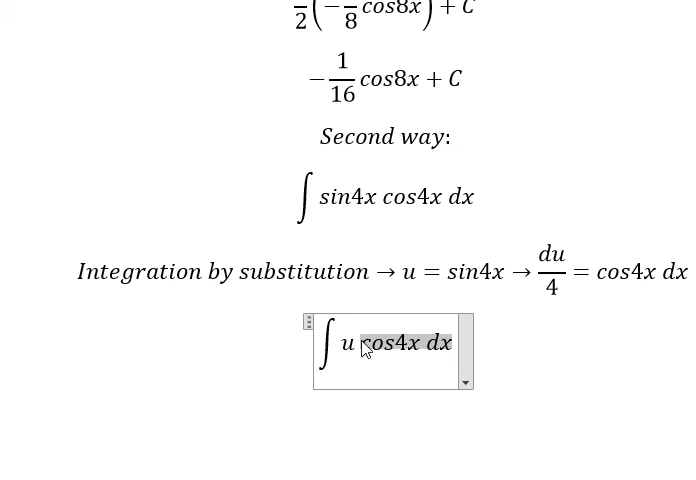 1/2(−1/8 cos8x) + C
−1/16 cos8x + C
Second way:
∫ sin4x cos4x dx
Integration by substitution → u = sin4x → du/4 = cos4x dx
∫ u cos4x dx